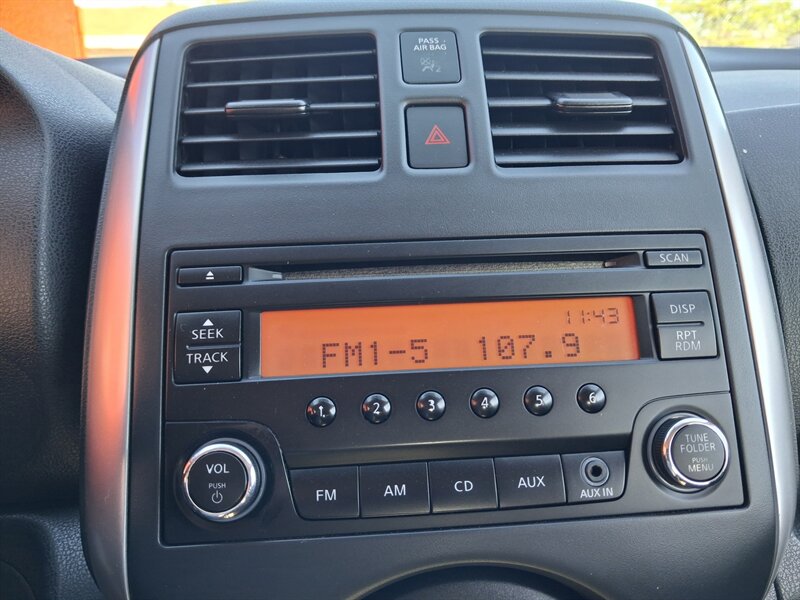 PASS
AIR BAG
2
SCAN
SEEK
TRACK
11:43
FM1-5 107.9
DISP
RPT
RDM
1 2 3 4 5 6
VOL
PUSH
FM AM CD AUX
AUX IN
TUNE
FOLDER
PUSH
MENU